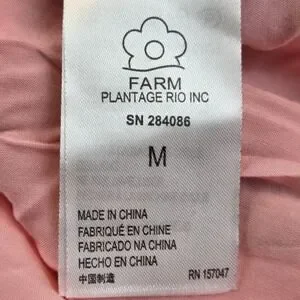 FARM
PLANTAGE RIO INC
SN 284086
M
MADE IN CHINA
FABRIQUÉ EN CHINE
FABRICADO NA CHINA
HECHO EN CHINA
中国制造
RN 157047